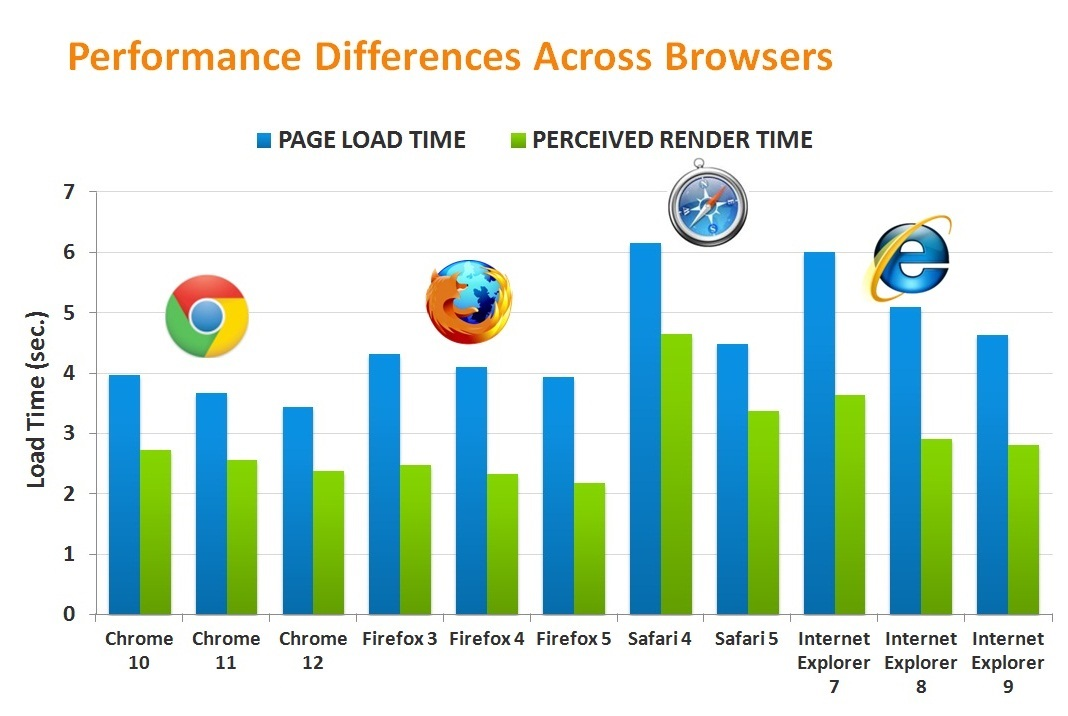 Performance Differences Across Browsers
PAGE LOAD TIME
PERCEIVED RENDER TIME
Load Time (sec.)
7
6
5
4
3
2
1
0
Chrome
10
Chrome
11
Chrome
12
Firefox 3
Firefox 4
Firefox 5
Safari 4
Safari 5
Internet
Explorer
7
Internet
Explorer
8
Internet
Explorer
9